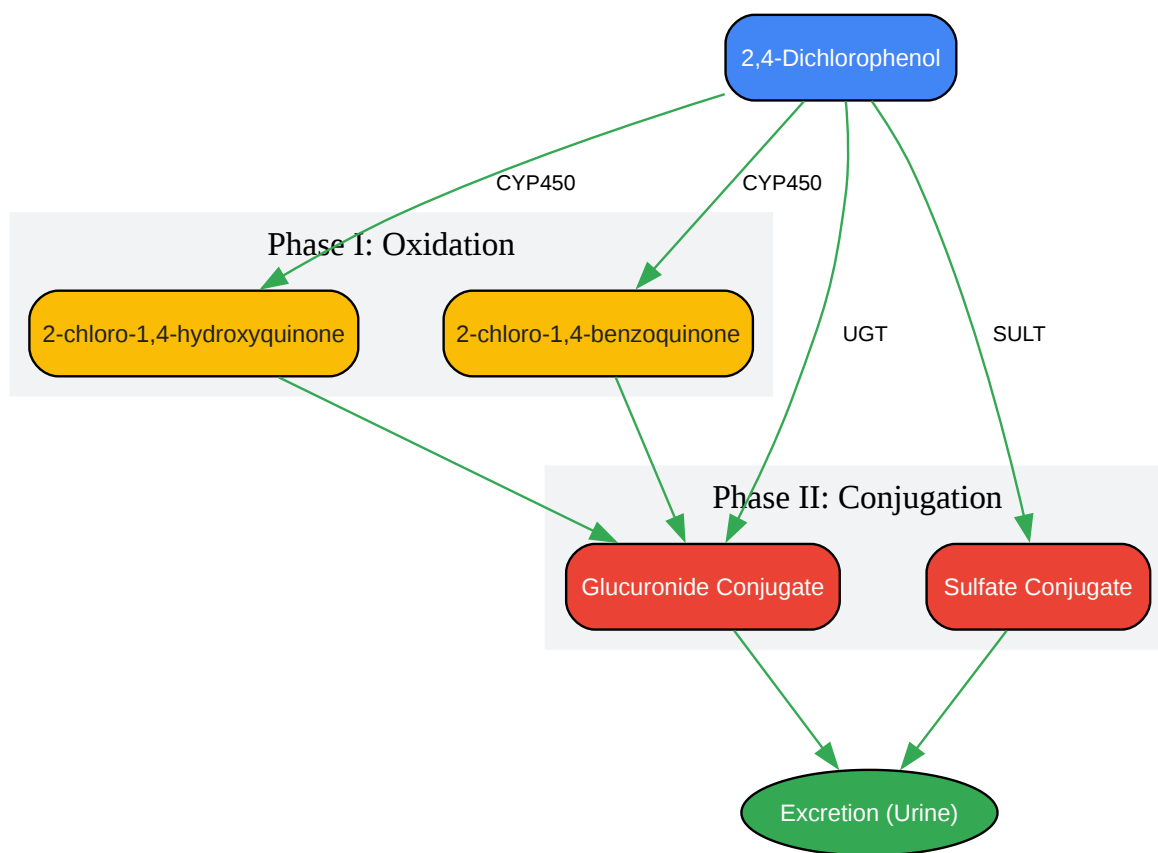 2,4-Dichlorophenol
CYP450
CYP450
Phase I: Oxidation
2-chloro-1,4-hydroxyquinone
2-chloro-1,4-benzoquinone
UGT
SULT
Phase II: Conjugation
Glucuronide Conjugate
Sulfate Conjugate
Excretion (Urine)